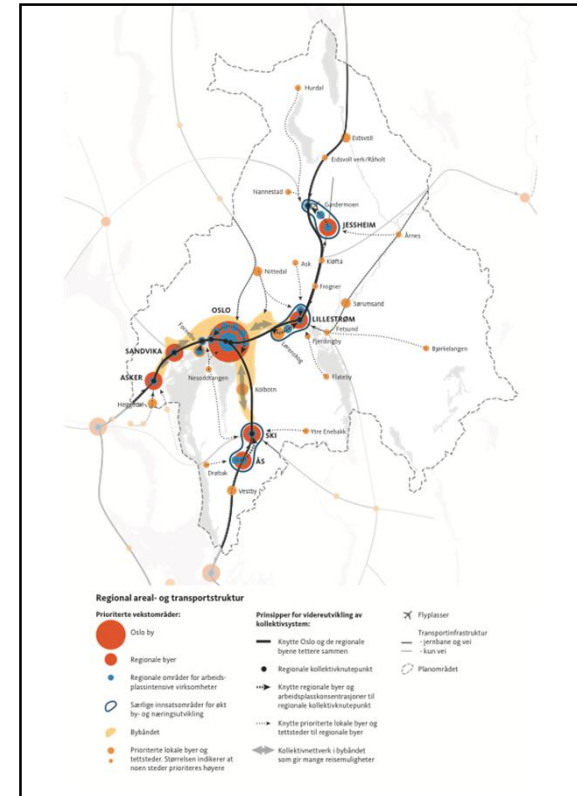 Hurdal
Eidsvoll
Eidsvoll verk/Råholt
Nannestad
Gardermoen
JESSHEIM
Årnes
Kløfta
Ask
Nittedal
Frogner
Sørumsand
OSLO
LILLESTRØM
Fetsund
Fjerdingby
Bjørkelangen
Lørenskog
Fornebu
SANDVIKA
ASKER
Nesoddtangen
Flateby
Kolbotn
Heggedal
SKI
Ytre Enebakk
ÅS
Drøbak
Vestby
Regional areal- og transportstruktur
Prioriterte vekstområder:
Oslo by
Regionale byer
Regionale områder for arbeids-
plassintensive virksomheter
Særlige innsatsområder for økt
by- og næringsutvikling
Bybåndet
Prioriterte lokale byer og
tettsteder. Størrelsen indikerer at
noen steder prioriteres høyere
Prinsipper for videreutvikling av
kollektivsystem:
Knytte Oslo og de regionale
byene tettere sammen
Regionale kollektivknutepunkt
Knytte regionale byer og
arbeidsplasskonsentrasjoner til
regionale kollektivknutepunkt
Knytte prioriterte lokale byer og
tettsteder til regionale byer
Kollektivnettverk i bybåndet
som gir mange reisemuligheter
Flyplasser
Transportinfrastruktur
- jernbane og vei
- kun vei
Planområdet